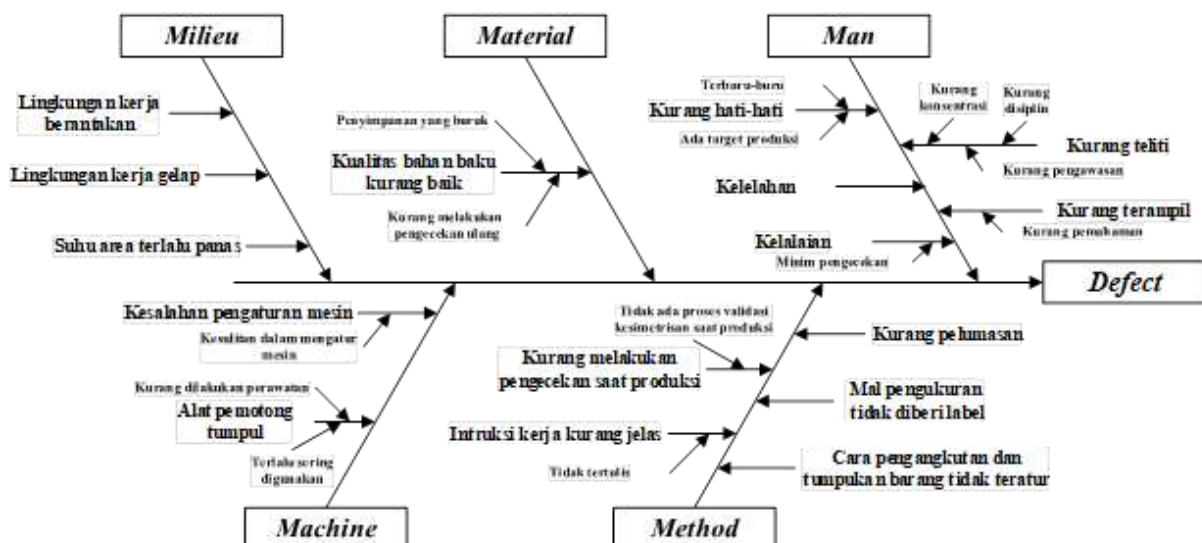 Milieu
Material
Man
Lingkungan kerja
berantakan
Lingkungan kerja gelap
Suhu area terlalu panas
Penyimpanan yang buruk
Kualitas bahan baku
kurang baik
Kurang melakukan
pengecekan ulang
Terbaru-buru
Kurang hati-hati
Ada target produksi
Kurang
konsentrasi
Kurang
disiplin
Kurang teliti
Kurang pengawasan
Kelelahan
Kurang terampil
Kurang pemahaman
Kelalaian
Minim pengecekan
Defect
Kesalahan pengaturan mesin
Kesulitan dalam mengatur
mesin
Kurang dilakukan perawatan
Alat pemotong
tumpul
Terlalu sering
digunakan
Tidak ada proses validasi
kesimetrisan saat produksi
Kurang melakukan
pengecekan saat produksi
Intruksi kerja kurang jelas
Tidak tertulis
Kurang pelumasan
Mal pengukuran
tidak diberi label
Cara pengangkutan dan
tumpukan barang tidak teratur
Machine
Method